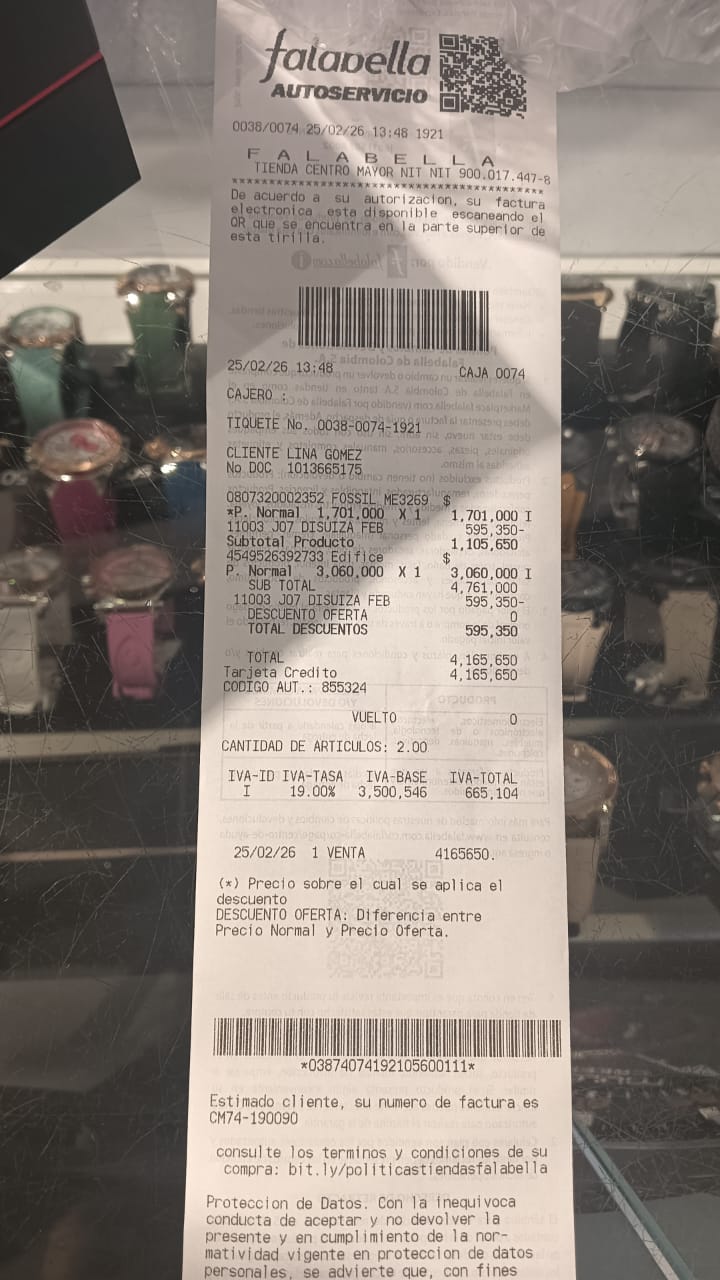 falabella
AUTOSERVICIO
0038/0074 25/02/26 13:48 1921
F A L A B E L L A
TIENDA CENTRO MAYOR NIT NIT 900.017.447-8
******************************************
De acuerdo a su autorizacion, su factura
electronica esta disponible escaneando el
QR que se encuentra en la parte superior de
esta tirilla.
25/02/26 13:48 CAJA 0074
CAJERO :
TIQUETE No. 0038-0074-1921
CLIENTE LINA GOMEZ
No DOC 1013665175
0807320002352 FOSSIL ME3269 $
*P. Normal 1,701,000 X 1 1,701,000 I
11003 J07 DISUIZA FEB 595,350-
Subtotal Producto 1,105,650
4549526392733 Edifice $
P. Normal 3,060,000 X 1 3,060,000 I
SUB TOTAL 4,761,000
11003 J07 DISUIZA FEB 595,350-
DESCUENTO OFERTA 0
TOTAL DESCUENTOS 595,350
TOTAL 4,165,650
Tarjeta Credito 4,165,650
CODIGO AUT.: 855324
VUELTO 0
CANTIDAD DE ARTICULOS: 2.00
IVA-ID IVA-TASA IVA-BASE IVA-TOTAL
I 19.00% 3,500,546 665,104
25/02/26 1 VENTA 4165650.
(*) Precio sobre el cual se aplica el
descuento
DESCUENTO OFERTA: Diferencia entre
Precio Normal y Precio Oferta.
*03874074192105600111*
Estimado cliente, su numero de factura es
CM74-190090
consulte los terminos y condiciones de su
compra: bit.ly/politicastiendasfalabella
Proteccion de Datos. Con la inequivoca
conducta de aceptar y no devolver la
presente y en cumplimiento de la nor-
matividad vigente en proteccion de datos
personales, se advierte que, con fines